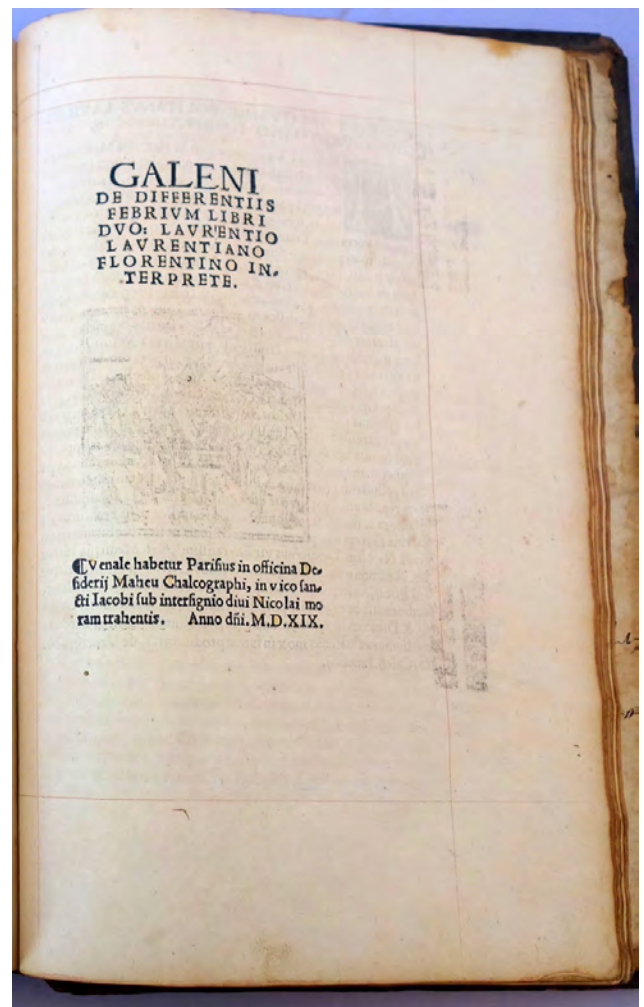 GALENI
DE DIFFERENTIIS
FEBRIVM LIBRI
DVO: LAVRENTIO
LAVRENTIANO
FLORENTINO IN⸗
TERPRETE.
⸿Venale habetur Parisius in officina De⸗
siderij Maheu Chalcographi, in vico san⸗
cti Iacobi sub intersignio diui Nicolai mo
ram trahentis. Anno dñi. M.D.XIX.